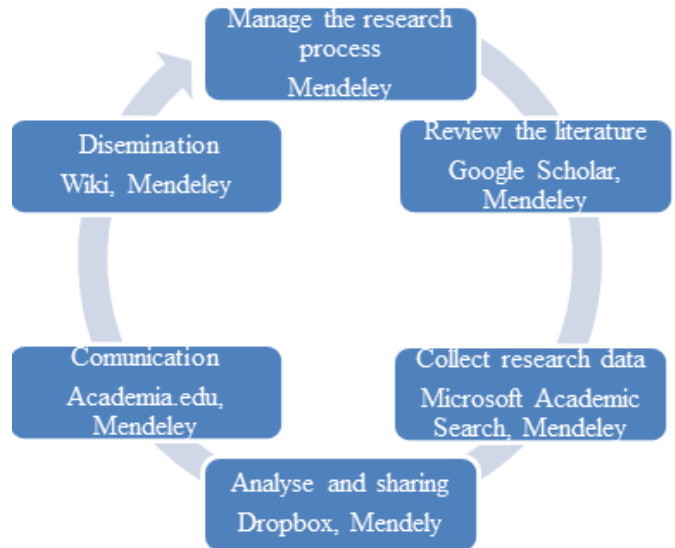 Manage the research
process
Mendeley
Review the literature
Google Scholar,
Mendeley
Collect research data
Microsoft Academic
Search, Mendeley
Analyse and sharing
Dropbox, Mendely
Comunication
Academia.edu,
Mendeley
Disemination
Wiki, Mendeley